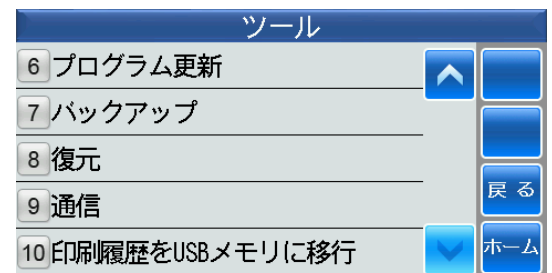 ツール
6 プログラム更新
7 バックアップ
8 復元
9 通信
10 印刷履歴をUSBメモリに移行
戻る
ホーム